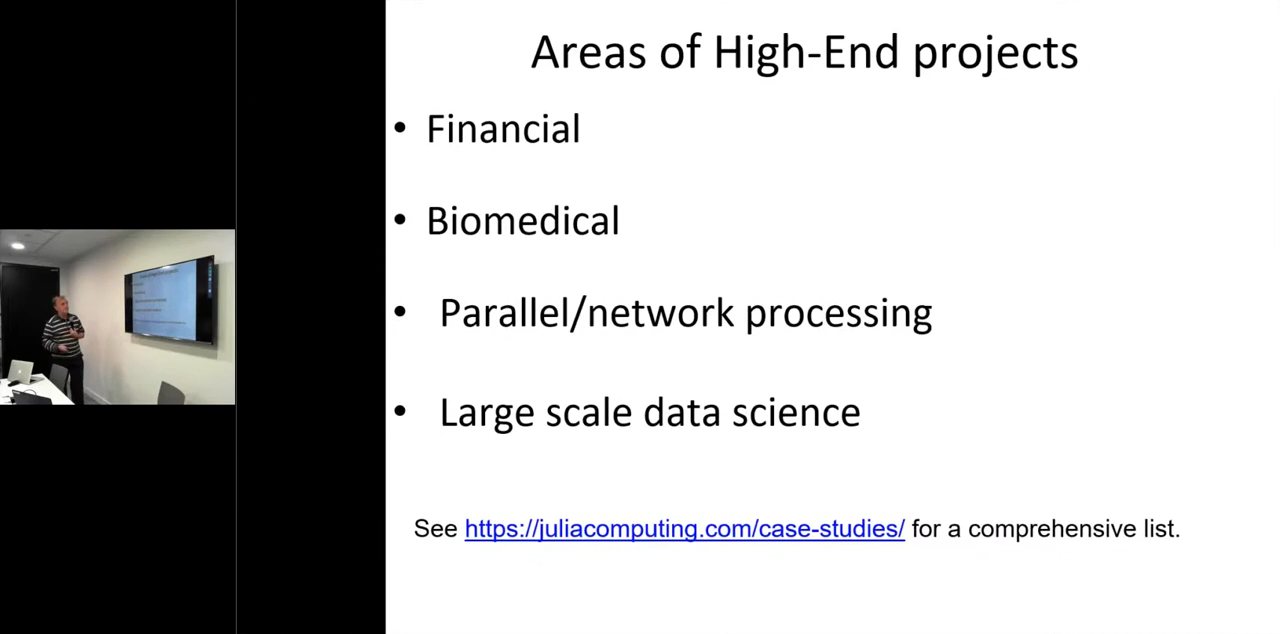 Areas of High-End projects
• Financial
• Biomedical
• Parallel/network processing
• Large scale data science
See https://juliacomputing.com/case-studies/ for a comprehensive list.